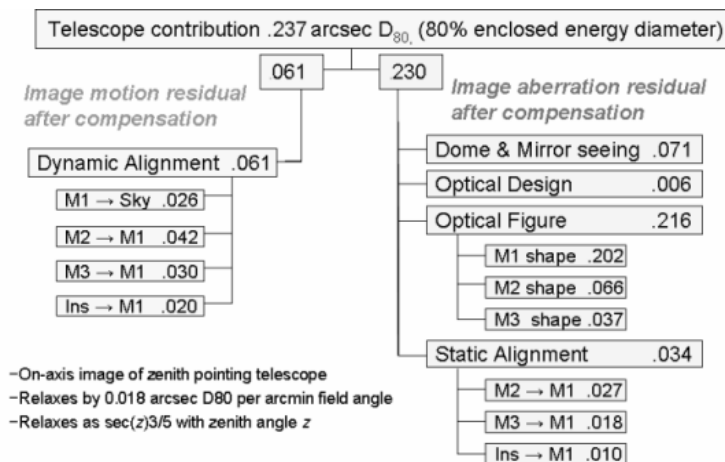 Telescope contribution .237 arcsec D80, (80% enclosed energy diameter)
.061
.230
Image motion residual
after compensation
Image aberration residual
after compensation
Dynamic Alignment .061
M1 → Sky .026
M2 → M1 .042
M3 → M1 .030
Ins → M1 .020
Dome & Mirror seeing .071
Optical Design .006
Optical Figure .216
M1 shape .202
M2 shape .066
M3 shape .037
Static Alignment .034
M2 → M1 .027
M3 → M1 .018
Ins → M1 .010
–On-axis image of zenith pointing telescope
–Relaxes by 0.018 arcsec D80 per arcmin field angle
–Relaxes as sec(z)3/5 with zenith angle z